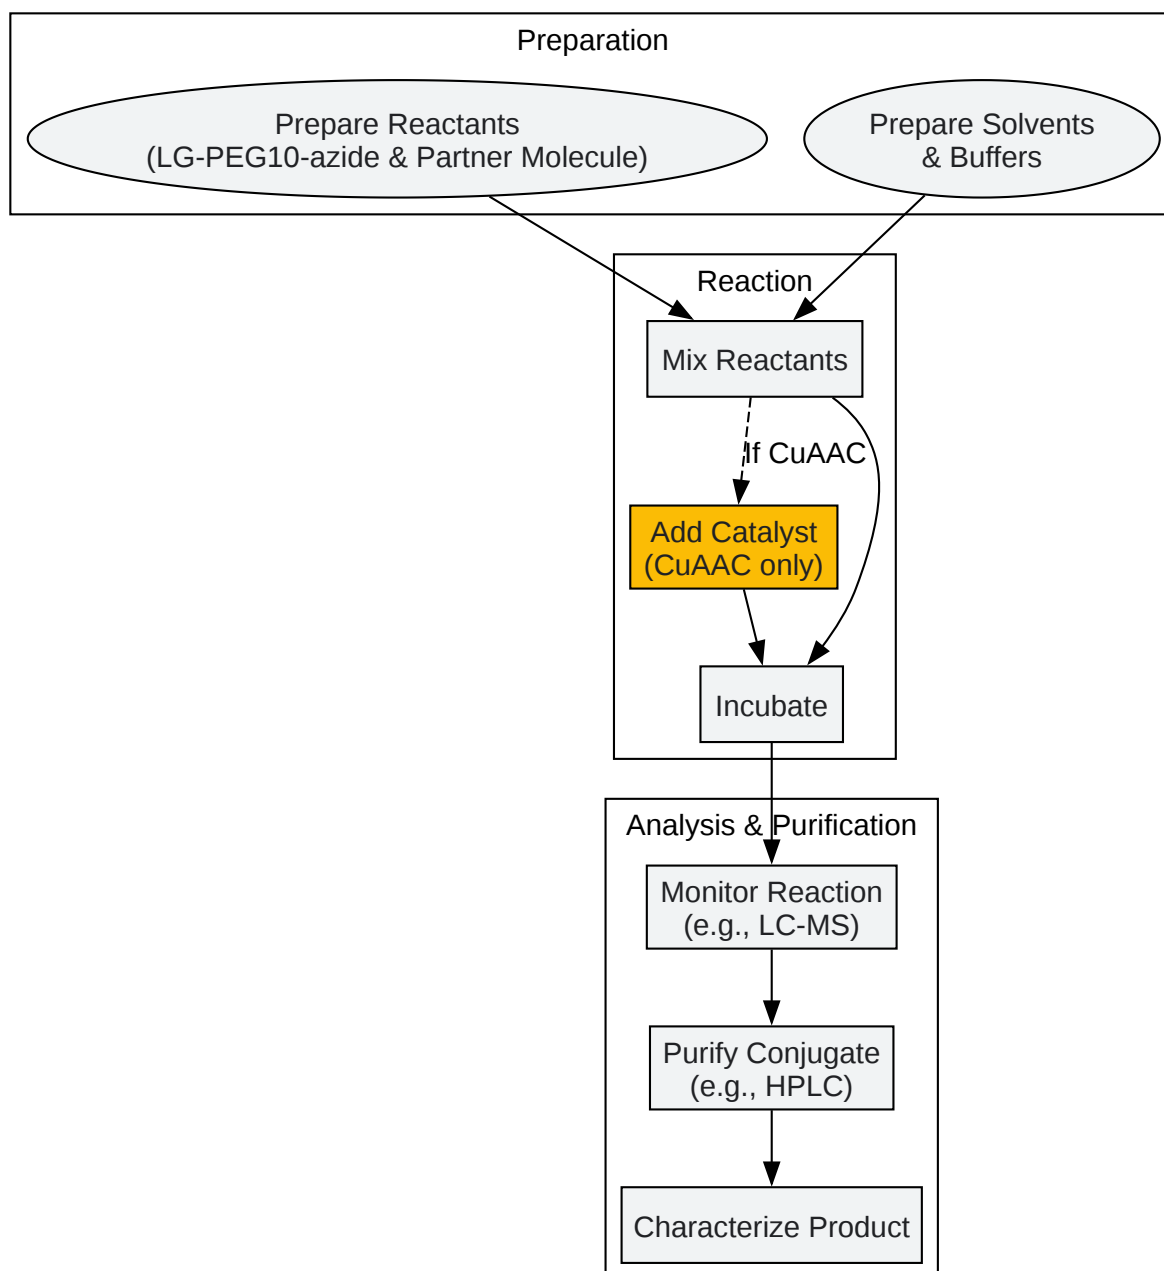 Preparation
Prepare Reactants
(LG-PEG10-azide & Partner Molecule)
Prepare Solvents
& Buffers
Reaction
Mix Reactants
If CuAAC
Add Catalyst
(CuAAC only)
Incubate
Analysis & Purification
Monitor Reaction
(e.g., LC-MS)
Purify Conjugate
(e.g., HPLC)
Characterize Product